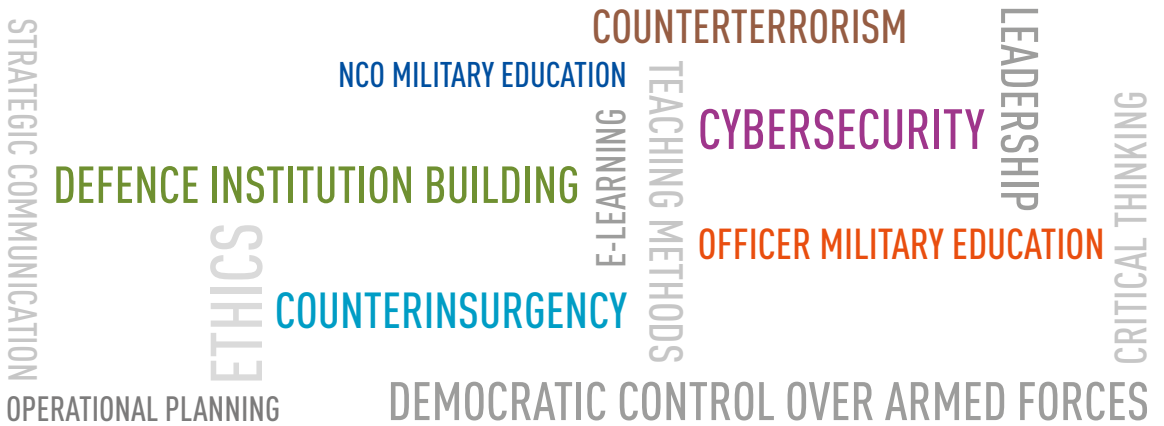 COUNTERTERRORISM
LEADERSHIP
STRATEGIC COMMUNICATION
NCO MILITARY EDUCATION
TEACHING METHODS
CRITICAL THINKING
CYBERSECURITY
E-LEARNING
DEFENCE INSTITUTION BUILDING
ETHICS
OFFICER MILITARY EDUCATION
COUNTERINSURGENCY
OPERATIONAL PLANNING
DEMOCRATIC CONTROL OVER ARMED FORCES